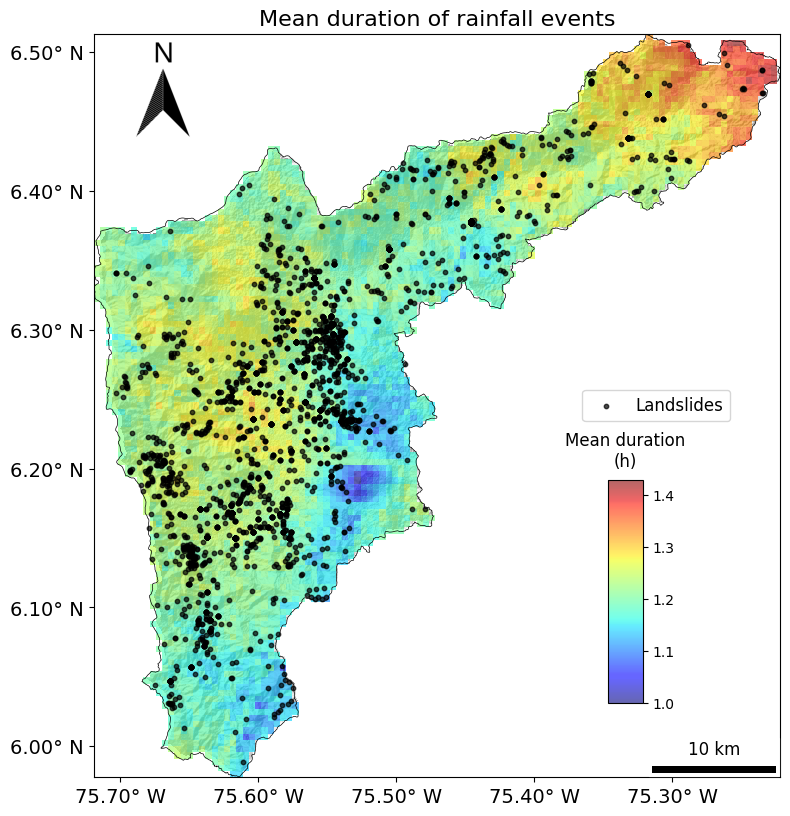 Mean duration of rainfall events
N
6.50° N
6.40° N
6.30° N
6.20° N
6.10° N
6.00° N
Landslides
Mean duration
(h)
1.4
1.3
1.2
1.1
1.0
10 km
75.70° W
75.60° W
75.50° W
75.40° W
75.30° W